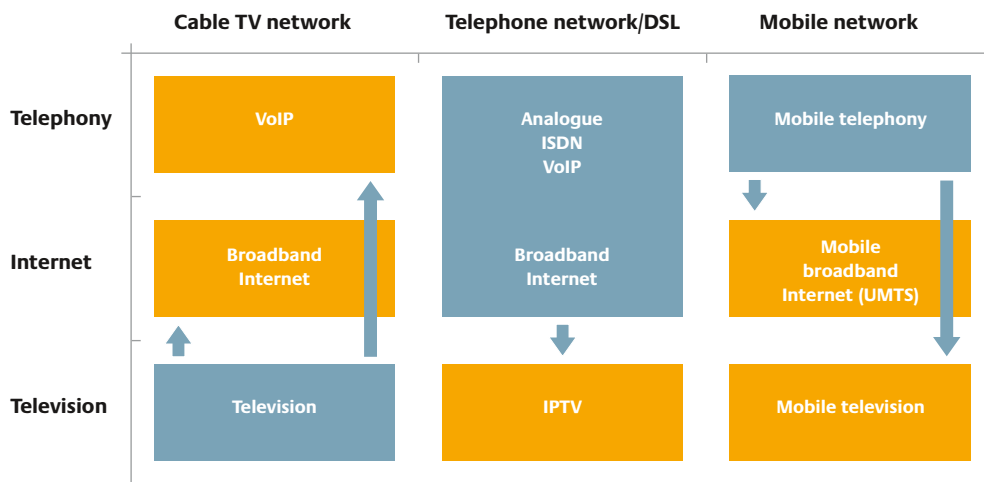 Cable TV network
Telephone network/DSL
Mobile network
Telephony
VoIP
Analogue
ISDN
VoIP
Mobile telephony
Internet
Broadband
Internet
Broadband
Internet
Mobile
broadband
Internet (UMTS)
Television
Television
IPTV
Mobile television